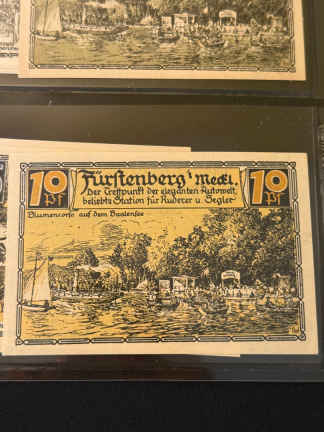 10 Pf
Fürstenberg i Meckl.
10 Pf
Der Treffpunkt der eleganten Autowelt,
beliebte Station für Ruderer u. Segler
Blumencorso auf dem Baalensee